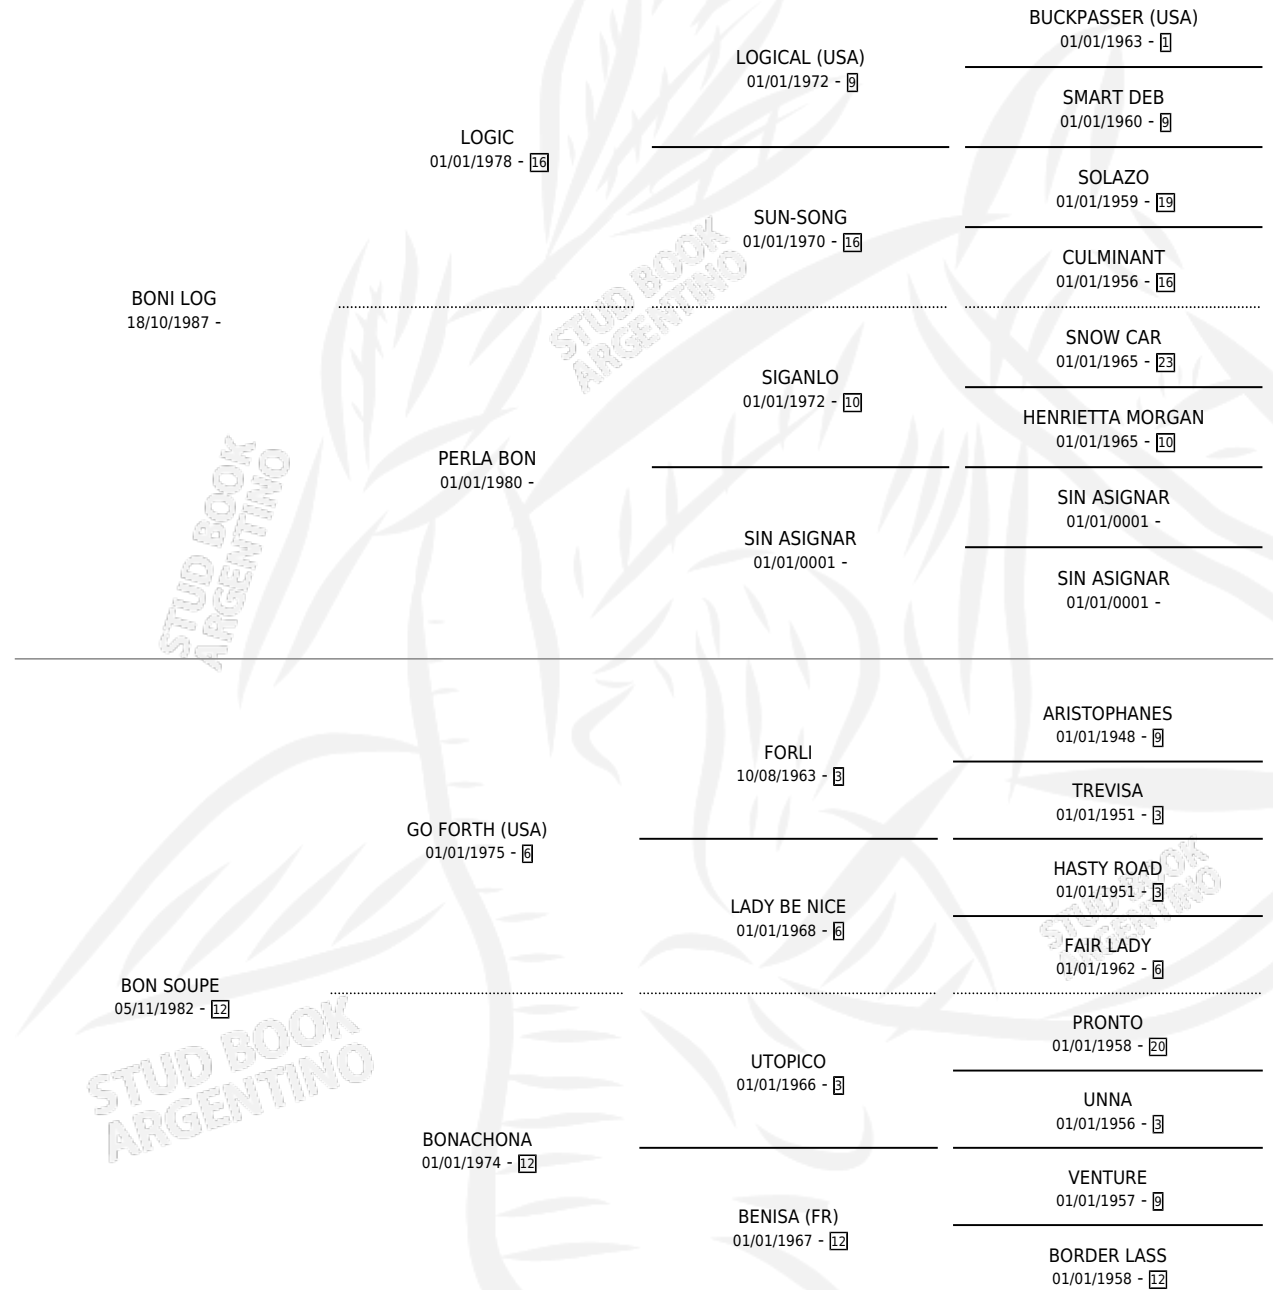 BUCKPASSER (USA)
01/01/1963 - 1
LOGICAL (USA)
01/01/1972 - 9
SMART DEB
01/01/1960 - 9
LOGIC
01/01/1978 - 16
SOLAZO
01/01/1959 - 19
SUN-SONG
01/01/1970 - 16
CULMINANT
01/01/1956 - 16
BONI LOG
18/10/1987 -
STUD BOOK
ARGENTINO
SNOW CAR
01/01/1965 - 23
SIGANLO
01/01/1972 - 10
HENRIETTA MORGAN
01/01/1965 - 10
PERLA BON
01/01/1980 -
SIN ASIGNAR
01/01/0001 -
SIN ASIGNAR
01/01/0001 -
SIN ASIGNAR
01/01/0001 -
STUD BOOK
ARGENTINO
ARISTOPHANES
01/01/1948 - 9
FORLI
10/08/1963 - 3
TREVISA
01/01/1951 - 3
GO FORTH (USA)
01/01/1975 - 6
HASTY ROAD
01/01/1951 - 3
STUD BOOK
ARGENTINO
LADY BE NICE
01/01/1968 - 6
FAIR LADY
01/01/1962 - 6
BON SOUPE
05/11/1982 - 12
STUD BOOK
ARGENTINO
PRONTO
01/01/1958 - 20
UTOPICO
01/01/1966 - 3
UNNA
01/01/1956 - 3
BONACHONA
01/01/1974 - 12
VENTURE
01/01/1957 - 9
BENISA (FR)
01/01/1967 - 12
BORDER LASS
01/01/1958 - 12